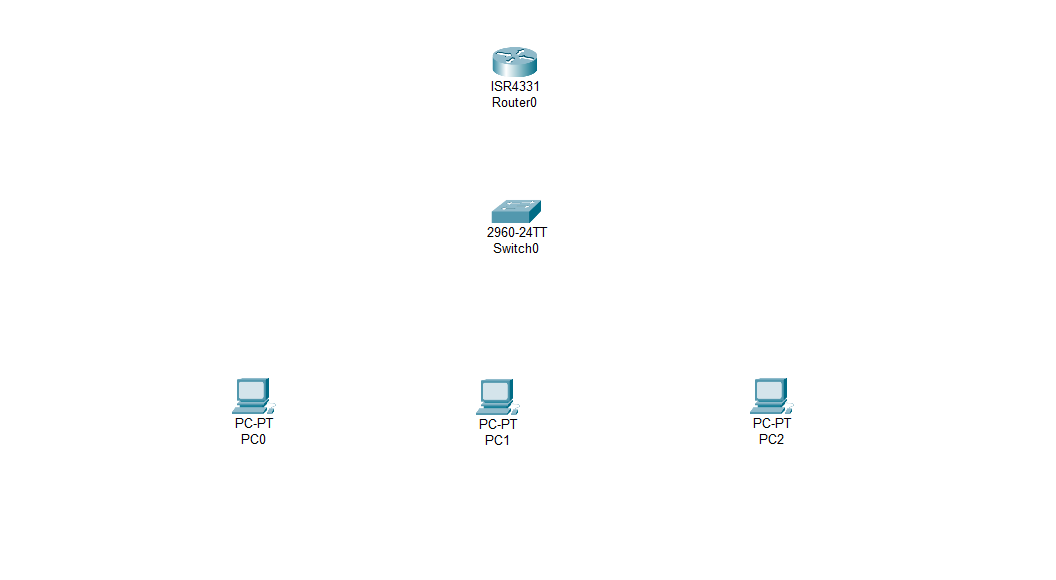 ISR4331
Router0
2960-24TT
Switch0
PC-PT
PC0
PC-PT
PC1
PC-PT
PC2